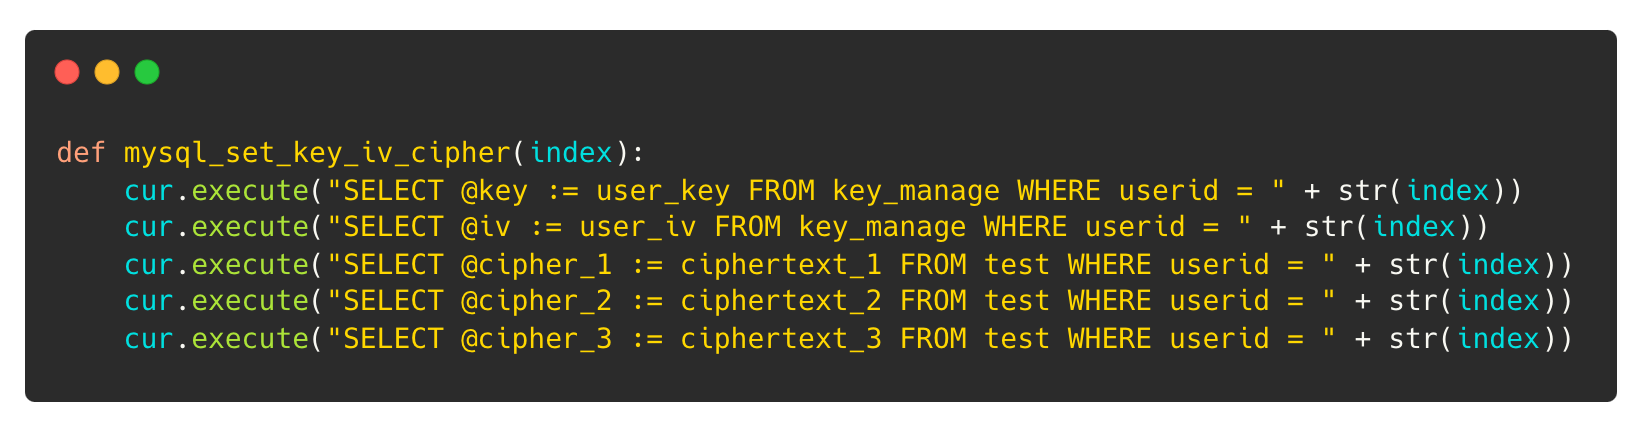 def mysql_set_key_iv_cipher(index):
    cur.execute("SELECT @key := user_key FROM key_manage WHERE userid = " + str(index))
    cur.execute("SELECT @iv := user_iv FROM key_manage WHERE userid = " + str(index))
    cur.execute("SELECT @cipher_1 := ciphertext_1 FROM test WHERE userid = " + str(index))
    cur.execute("SELECT @cipher_2 := ciphertext_2 FROM test WHERE userid = " + str(index))
    cur.execute("SELECT @cipher_3 := ciphertext_3 FROM test WHERE userid = " + str(index))